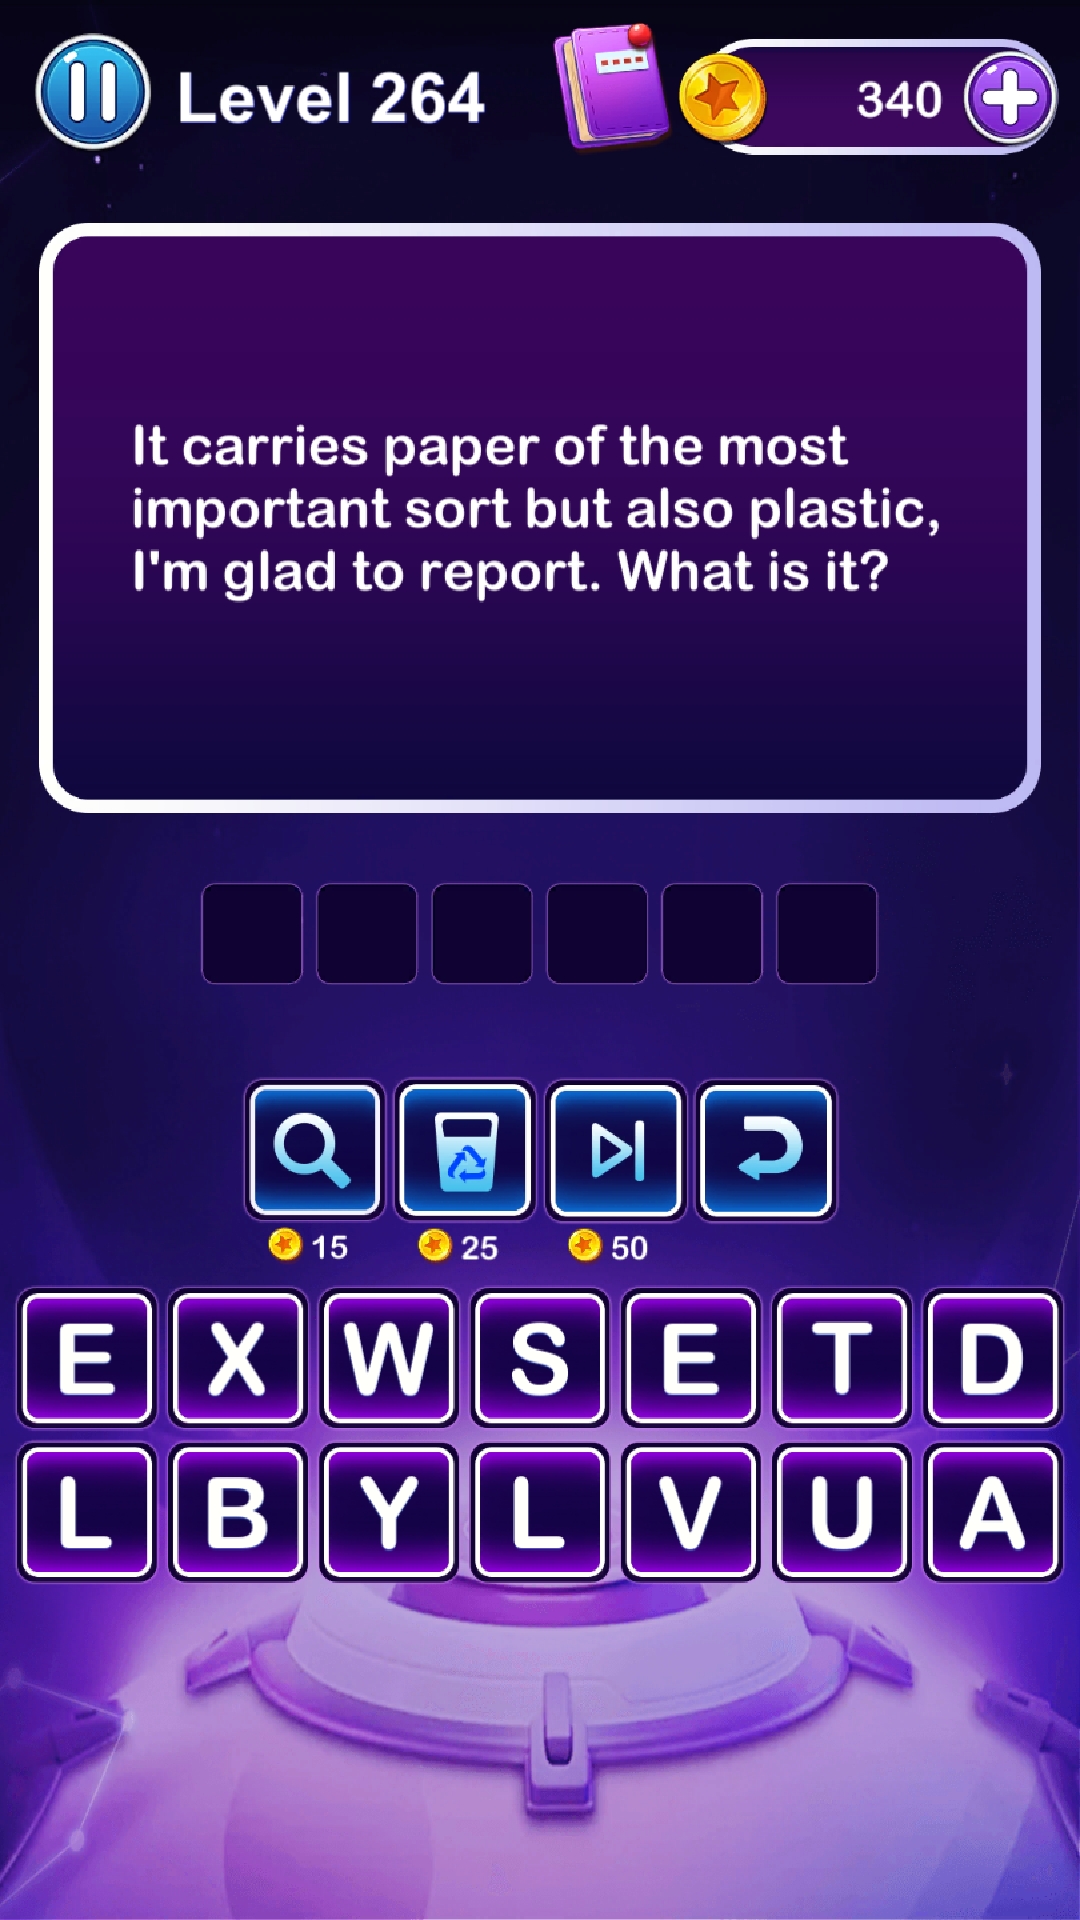 Level 264
340
It carries paper of the most
important sort but also plastic,
I'm glad to report. What is it?
15 25 50
E X W S E T D
L B Y L V U A